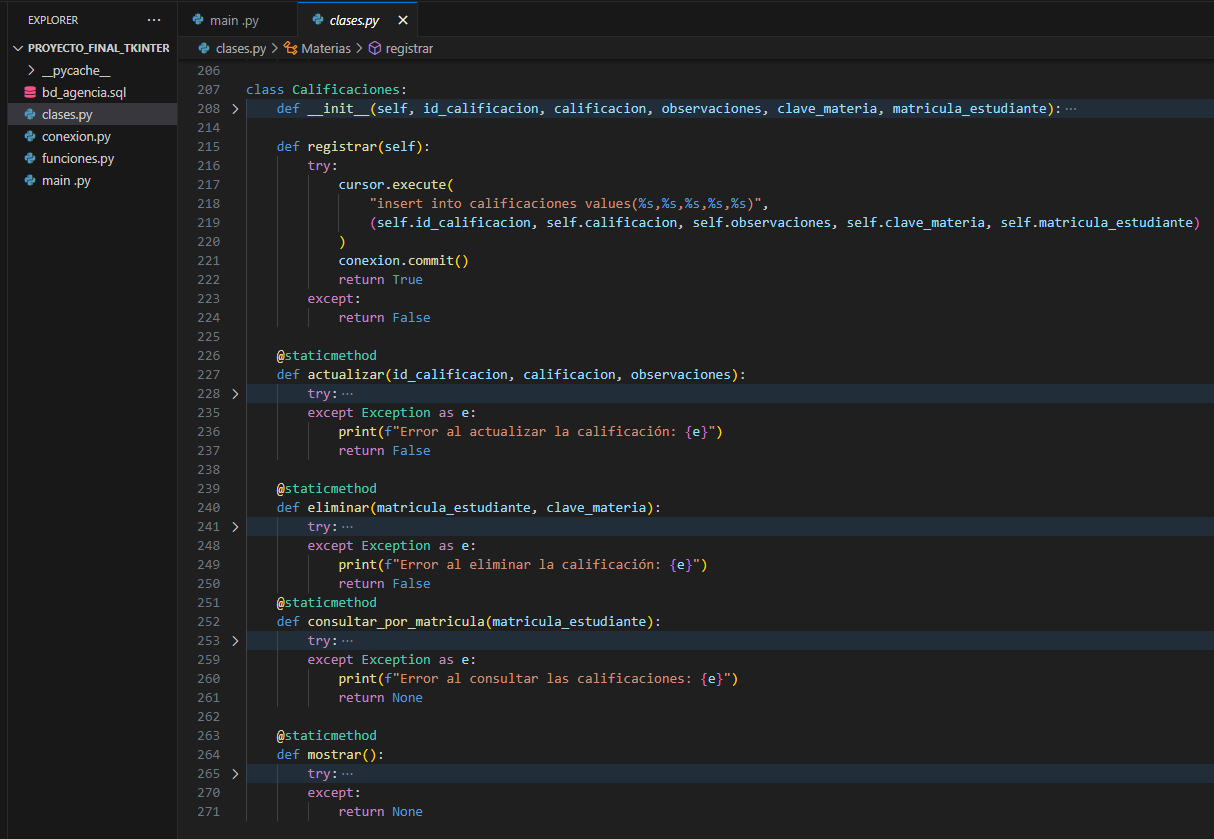 EXPLORER ···
PROYECTO_FINAL_TKINTER
__pycache__
bd_agencia.sql
clases.py
conexion.py
funciones.py
main .py
main .py clases.py ✕
clases.py > Materias > registrar
206
207 class Calificaciones:
208 > def __init__(self, id_calificacion, calificacion, observaciones, clave_materia, matricula_estudiante): ···
214
215 def registrar(self):
216 try:
217 cursor.execute(
218 "insert into calificaciones values(%s,%s,%s,%s,%s)",
219 (self.id_calificacion, self.calificacion, self.observaciones, self.clave_materia, self.matricula_estudiante)
220 )
221 conexion.commit()
222 return True
223 except:
224 return False
225
226 @staticmethod
227 def actualizar(id_calificacion, calificacion, observaciones):
228 > try: ···
235 except Exception as e:
236 print(f"Error al actualizar la calificación: {e}")
237 return False
238
239 @staticmethod
240 def eliminar(matricula_estudiante, clave_materia):
241 > try: ···
248 except Exception as e:
249 print(f"Error al eliminar la calificación: {e}")
250 return False
251 @staticmethod
252 def consultar_por_matricula(matricula_estudiante):
253 > try: ···
259 except Exception as e:
260 print(f"Error al consultar las calificaciones: {e}")
261 return None
262
263 @staticmethod
264 def mostrar():
265 > try: ···
270 except:
271 return None